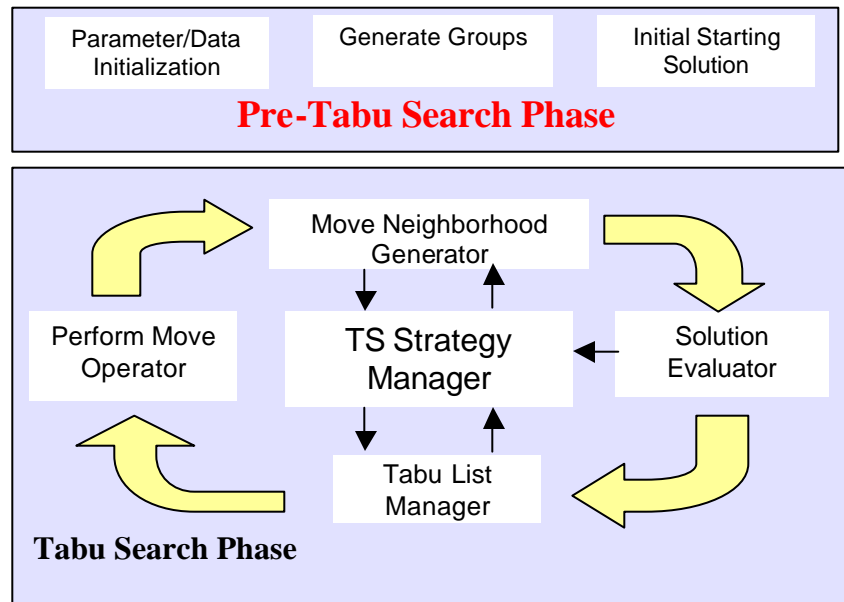 Parameter/Data
Initialization
Generate Groups
Initial Starting
Solution
Pre-Tabu Search Phase
Move Neighborhood
Generator
Perform Move
Operator
TS Strategy
Manager
Solution
Evaluator
Tabu List
Manager
Tabu Search Phase